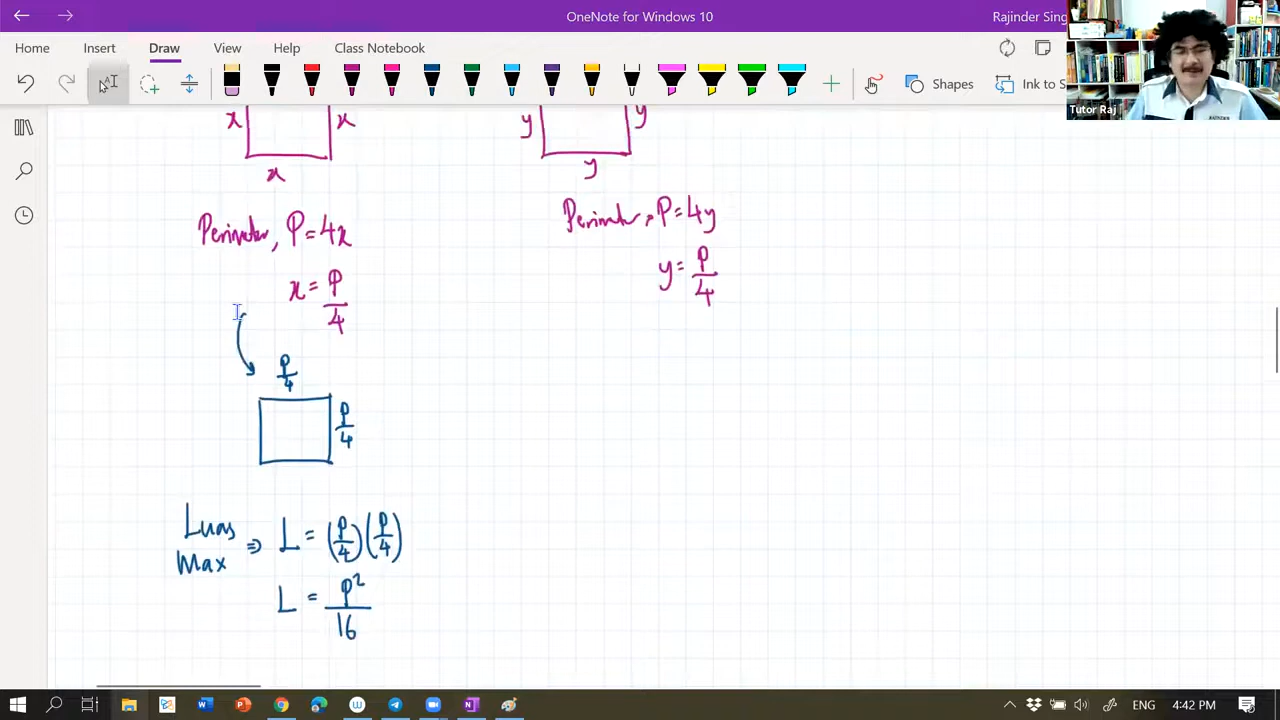 OneNote for Windows 10
Rajinder Sing
Home Insert Draw View Help Class Notebook
Shapes
Ink to S
Tutor Raj
x x
x
y y
y
Perimeter, P = 4x
x = P/4
Perimeter, P = 4y
y = P/4
P/4
P/4
Luas Max ⇒ L = (P/4)(P/4)
L = P²/16
ENG 4:42 PM